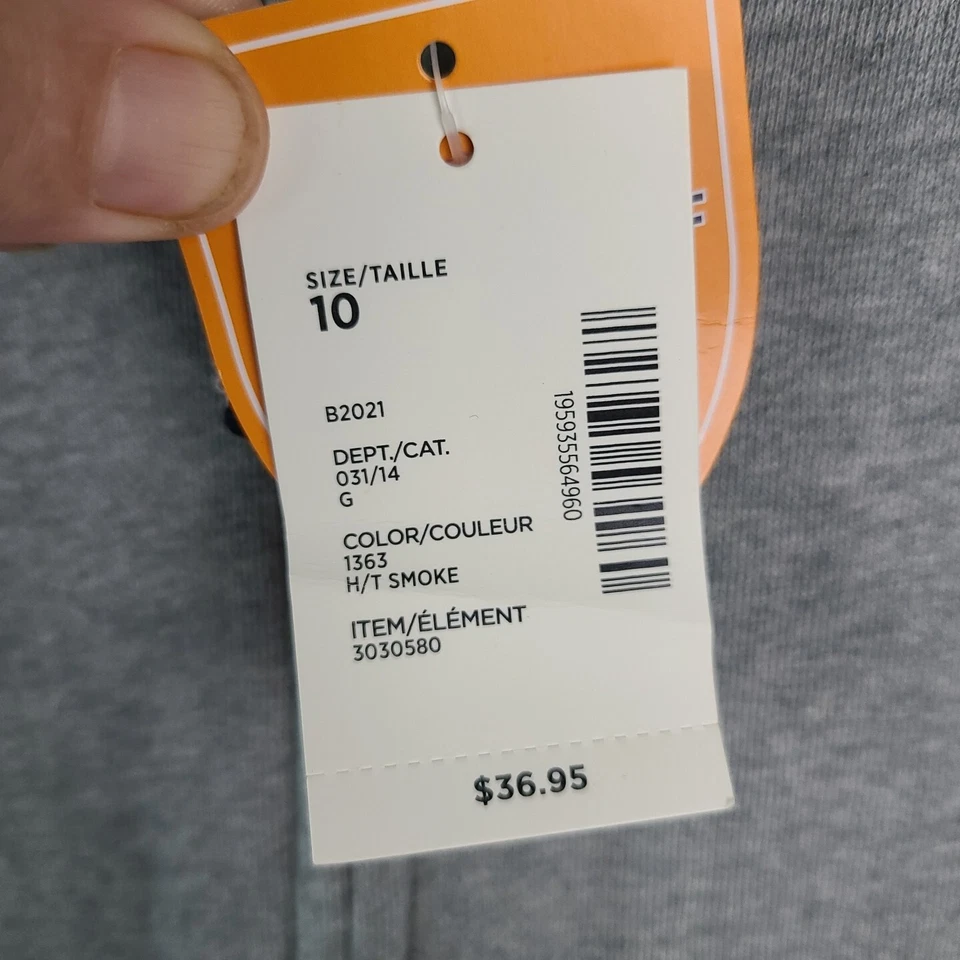 SIZE/TAILLE
10
B2021
DEPT./CAT.
031/14
G
COLOR/COULEUR
1363
H/T SMOKE
ITEM/ÉLÉMENT
3030580
195935564960
$36.95